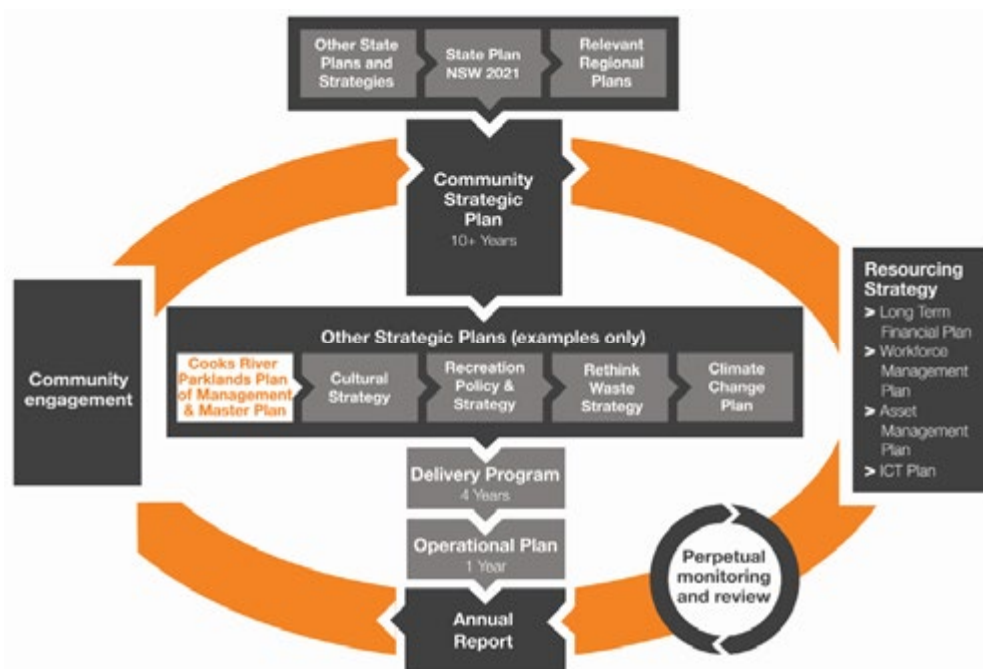 Other State
Plans and
Strategies
State Plan
NSW 2021
Relevant
Regional
Plans
Community
Strategic
Plan
10+ Years
Community
engagement
Resourcing
Strategy
> Long Term
Financial Plan
> Workforce
Management
Plan
> Asset
Management
Plan
> ICT Plan
Other Strategic Plans (examples only)
Cooks River
Parklands Plan
of Management
& Master Plan
Cultural
Strategy
Recreation
Policy &
Strategy
Rethink
Waste
Strategy
Climate
Change
Plan
Delivery Program
4 Years
Operational Plan
1 Year
Annual
Report
Perpetual
monitoring
and review